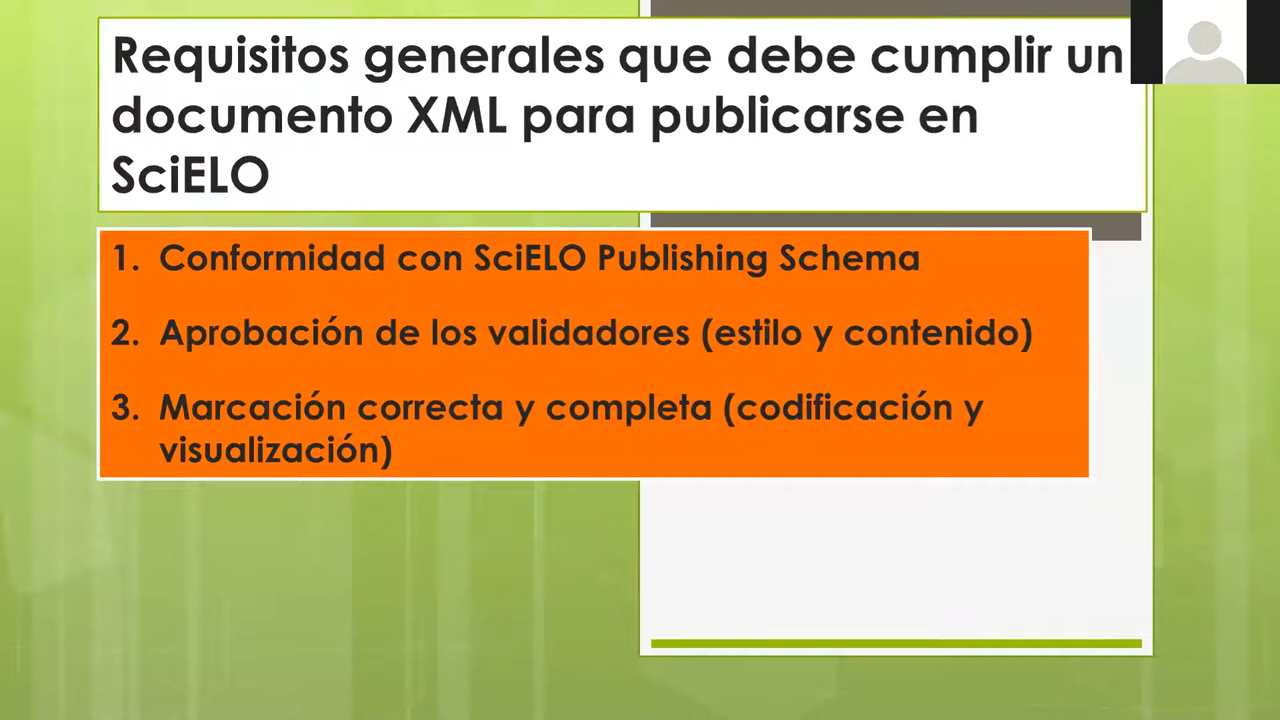 Requisitos generales que debe cumplir un
documento XML para publicarse en
SciELO
1. Conformidad con SciELO Publishing Schema
2. Aprobación de los validadores (estilo y contenido)
3. Marcación correcta y completa (codificación y
visualización)